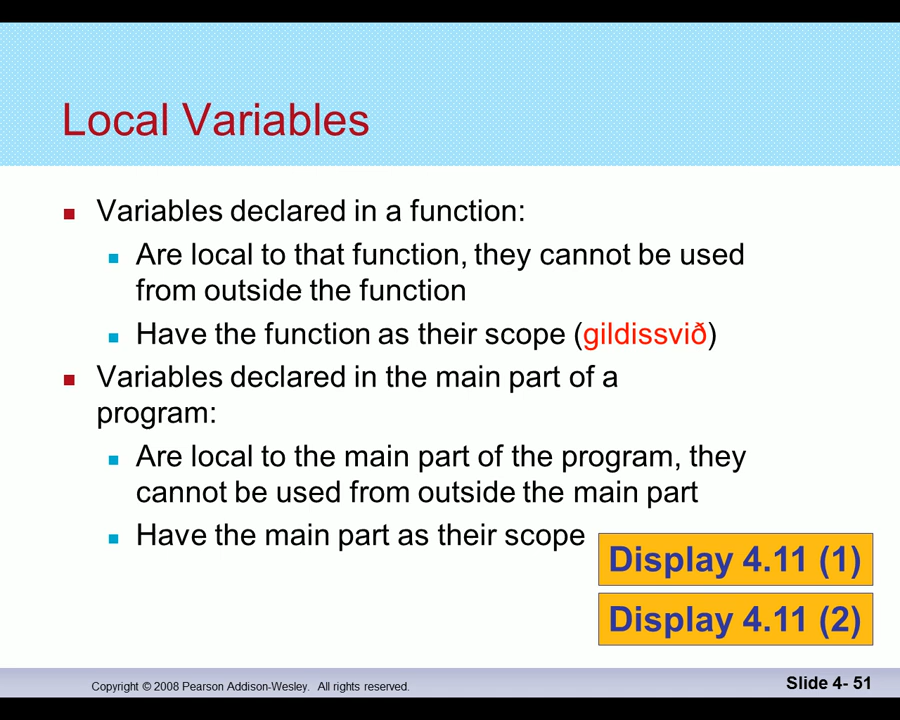 Local Variables
Variables declared in a function:
Are local to that function, they cannot be used
from outside the function
Have the function as their scope (gildissvið)
Variables declared in the main part of a
program:
Are local to the main part of the program, they
cannot be used from outside the main part
Have the main part as their scope
Display 4.11 (1)
Display 4.11 (2)
Copyright © 2008 Pearson Addison-Wesley. All rights reserved.
Slide 4- 51